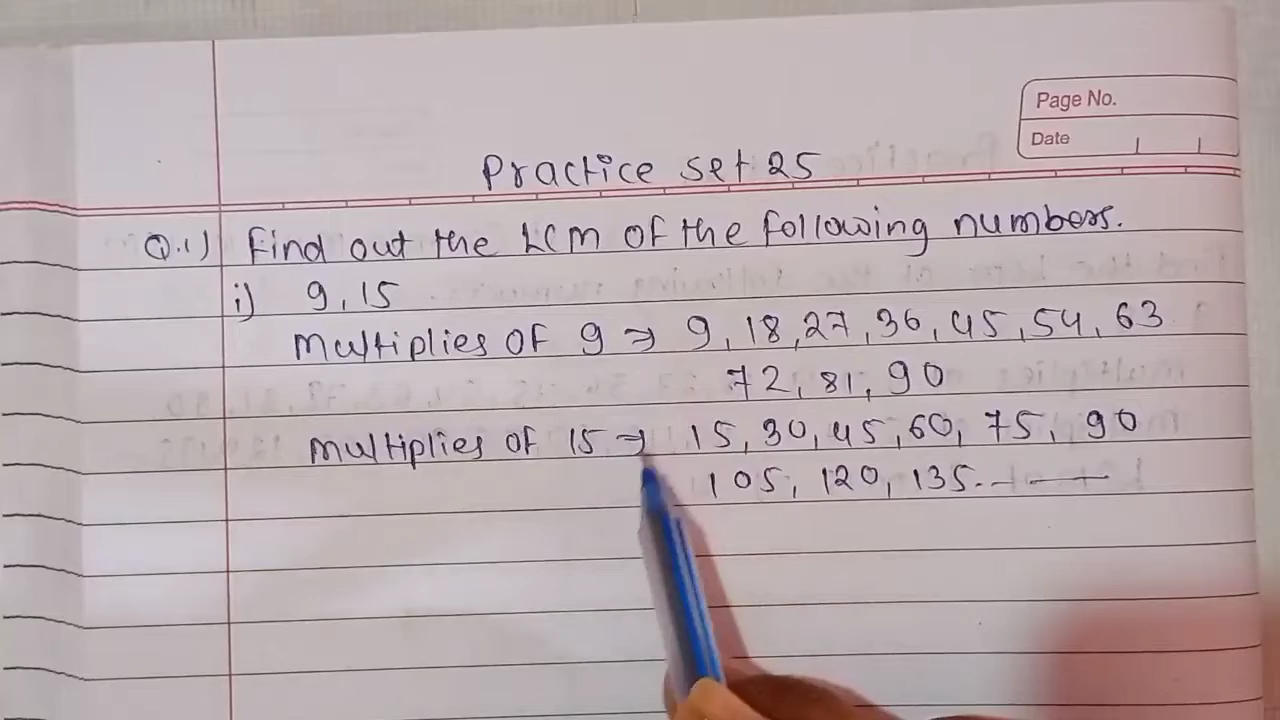 Page No.
Date
Practice set 25
Q.1) Find out the LCM of the following numbers.
i) 9, 15
Multiplies of 9 ⇒ 9, 18, 27, 36, 45, 54, 63
72, 81, 90
Multiplies of 15 ⇒ 15, 30, 45, 60, 75, 90
105, 120, 135. - - -